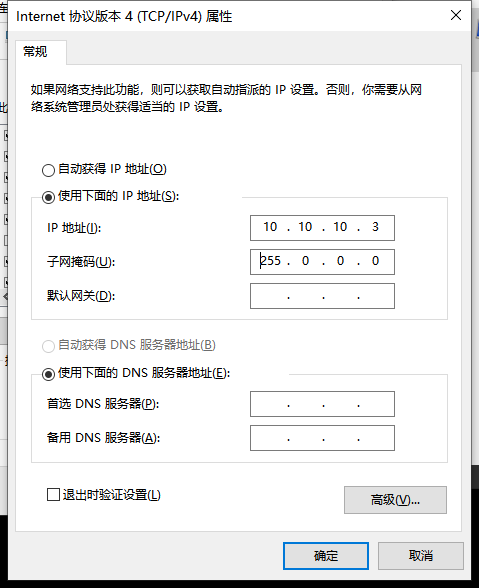 Internet 协议版本 4 (TCP/IPv4) 属性
常规
如果网络支持此功能，则可以获取自动指派的 IP 设置。否则，你需要从网
络系统管理员处获得适当的 IP 设置。
自动获得 IP 地址(O)
使用下面的 IP 地址(S):
IP 地址(I):
10 . 10 . 10 . 3
子网掩码(U):
255 . 0 . 0 . 0
默认网关(D):
. . .
自动获得 DNS 服务器地址(B)
使用下面的 DNS 服务器地址(E):
首选 DNS 服务器(P):
. . .
备用 DNS 服务器(A):
. . .
退出时验证设置(L)
高级(V)...
确定
取消